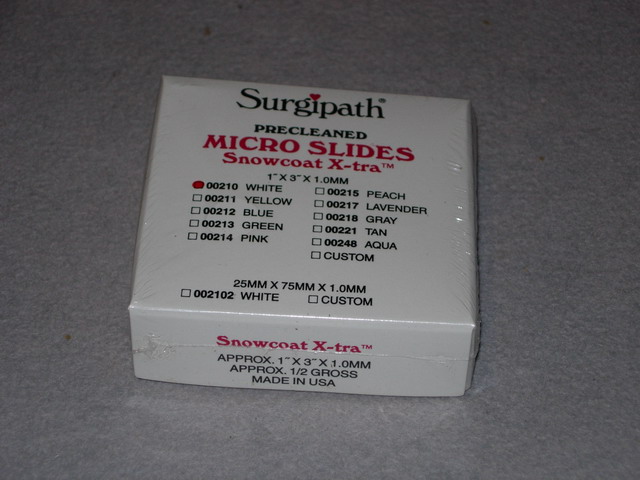 Surgipath®
PRECLEANED
MICRO SLIDES
Snowcoat X-tra™
1" X 3" X 1.0MM
00210 WHITE
00211 YELLOW
00212 BLUE
00213 GREEN
00214 PINK
00215 PEACH
00217 LAVENDER
00218 GRAY
00221 TAN
00248 AQUA
CUSTOM
25MM X 75MM X 1.0MM
002102 WHITE CUSTOM
Snowcoat X-tra™
APPROX. 1" X 3" X 1.0MM
APPROX. 1/2 GROSS
MADE IN USA